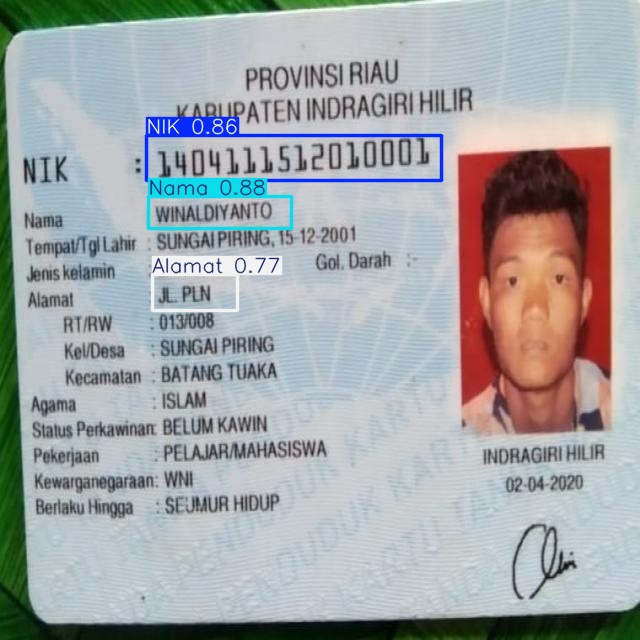 PROVINSI RIAU
KABUPATEN INDRAGIRI HILIR
NIK 0.86
NIK : 1404111512010001
Nama 0.88
Nama WINALDIYANTO
Tempat/Tgl Lahir : SUNGAI PIRING, 15-12-2001
Jenis kelamin : Gol. Darah :-
Alamat 0.77
Alamat JL. PLN
RT/RW : 013/008
Kel/Desa : SUNGAI PIRING
Kecamatan : BATANG TUAKA
Agama : ISLAM
Status Perkawinan: BELUM KAWIN
Pekerjaan : PELAJAR/MAHASISWA
Kewarganegaraan: WNI
Berlaku Hingga : SEUMUR HIDUP
INDRAGIRI HILIR
02-04-2020